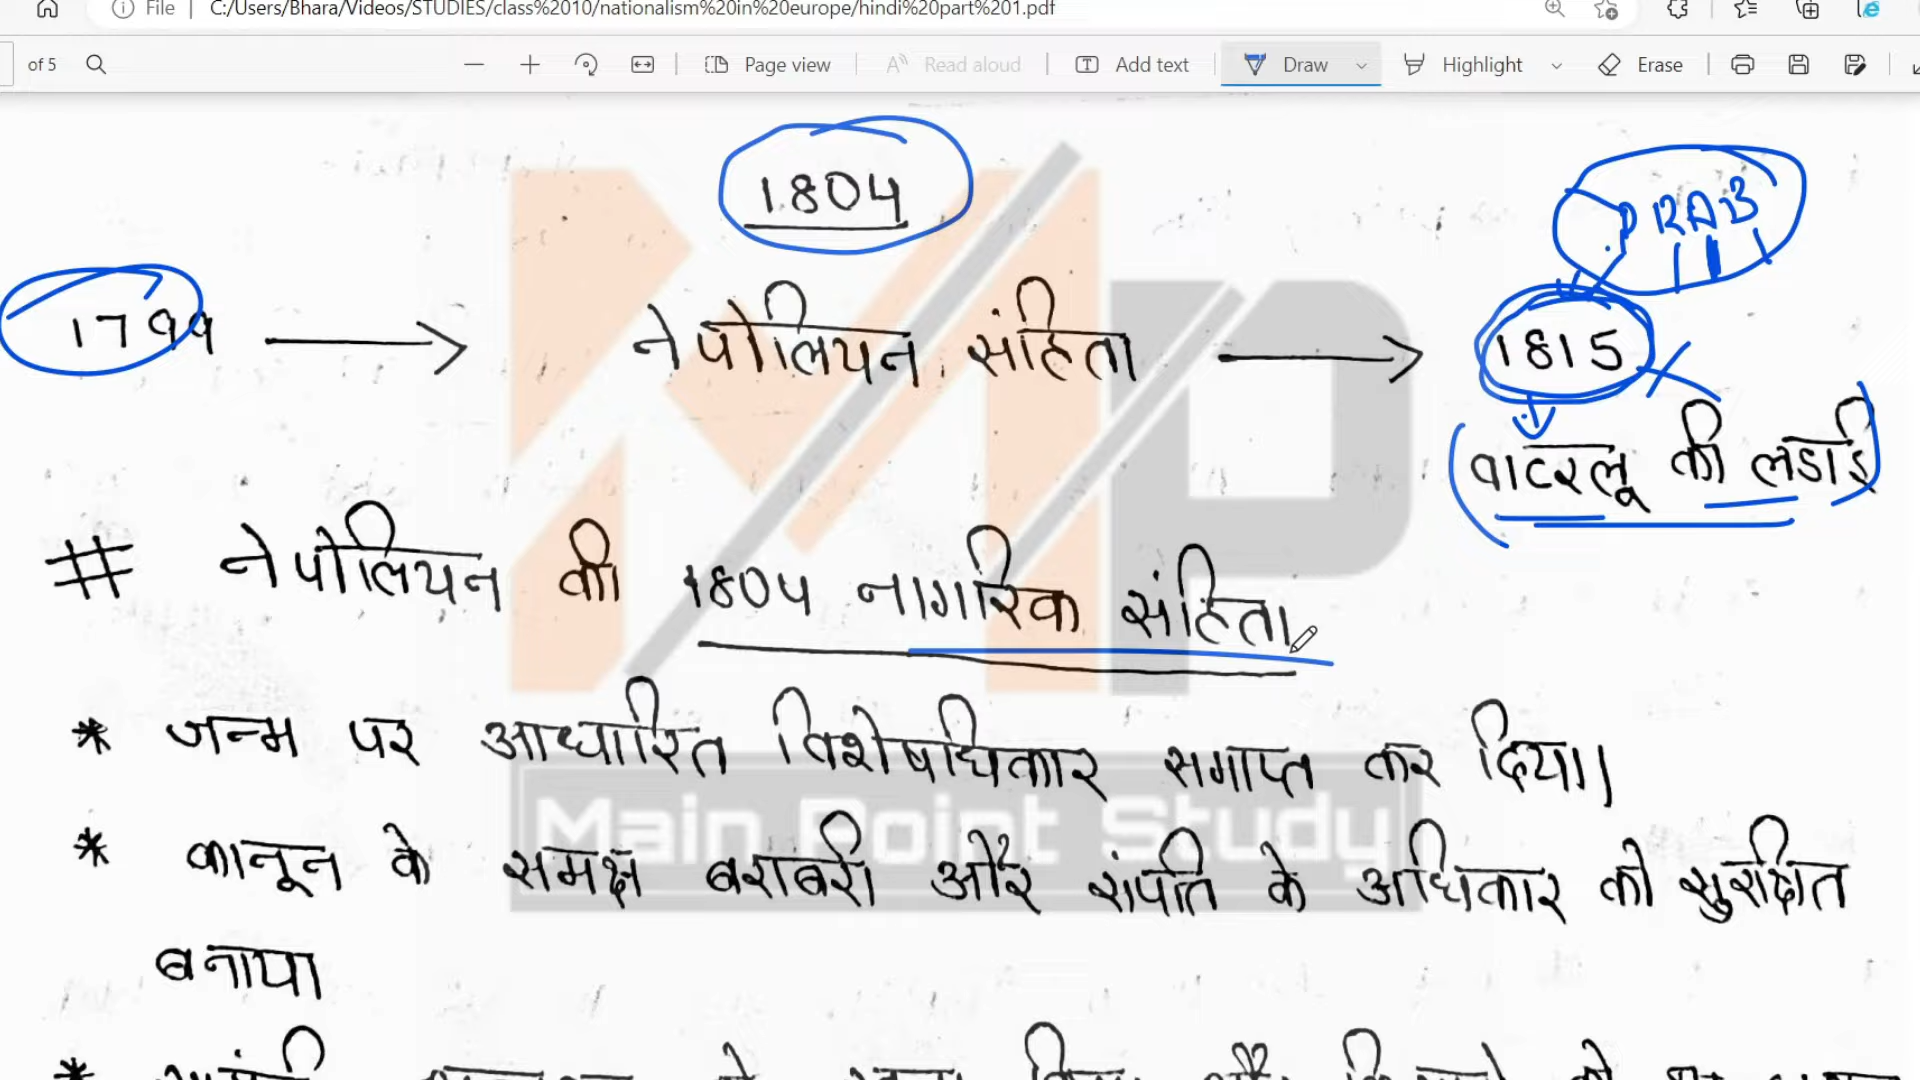 File C:/Users/Bhara/Videos/STUDIES/class%2010/nationalism%20in%20europe/hindi%20part%201.pdf
of 5 Page view Read aloud Add text Draw Highlight Erase
1804
PRAB
1799 → नेपोलियन संहिता → 1815
वाटरलू की लडाई
# नेपोलियन की 1804 नागरिक संहिता
* जन्म पर आधारित विशेषधिकार समाप्त कर दिया।
* कानून के समक्ष बराबरी और संपति के अधिकार को सुरक्षित
बनाया
Main Point Study